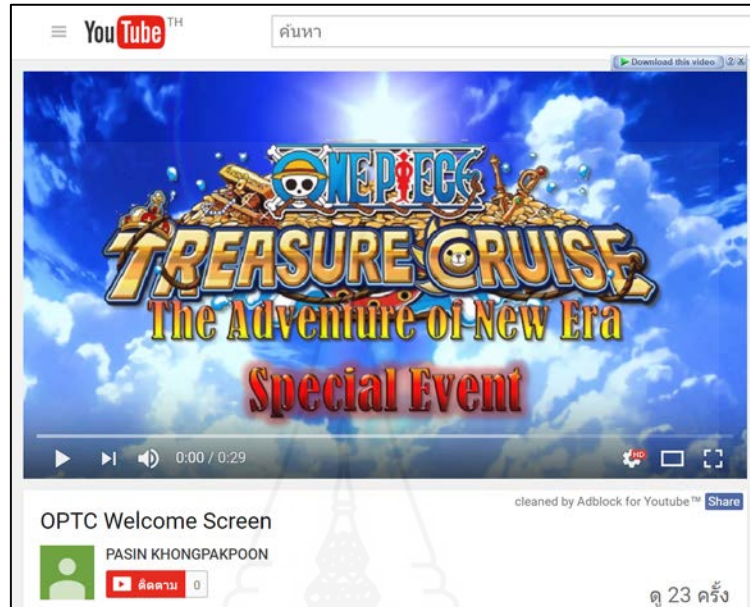 YouTube TH
ค้นหา
Download this video ? X
ONE PIECE
TREASURE CRUISE
The Adventure of New Era
Special Event
0:00 / 0:29
HD
cleaned by Adblock for Youtube™ Share
OPTC Welcome Screen
PASIN KHONGPAKPOON
ติดตาม 0
ดู 23 ครั้ง